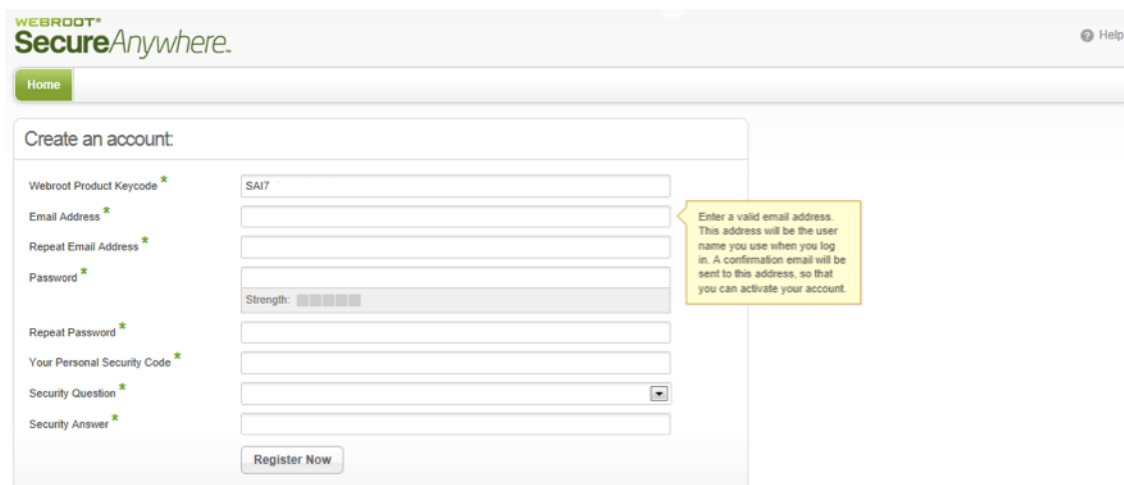 WEBROOT®
SecureAnywhere™
Help
Home
Create an account:
Webroot Product Keycode *
SAI7
Email Address *
Enter a valid email address.
This address will be the user
name you use when you log
in. A confirmation email will be
sent to this address, so that
you can activate your account.
Repeat Email Address *
Password *
Strength:
Repeat Password *
Your Personal Security Code *
Security Question *
Security Answer *
Register Now